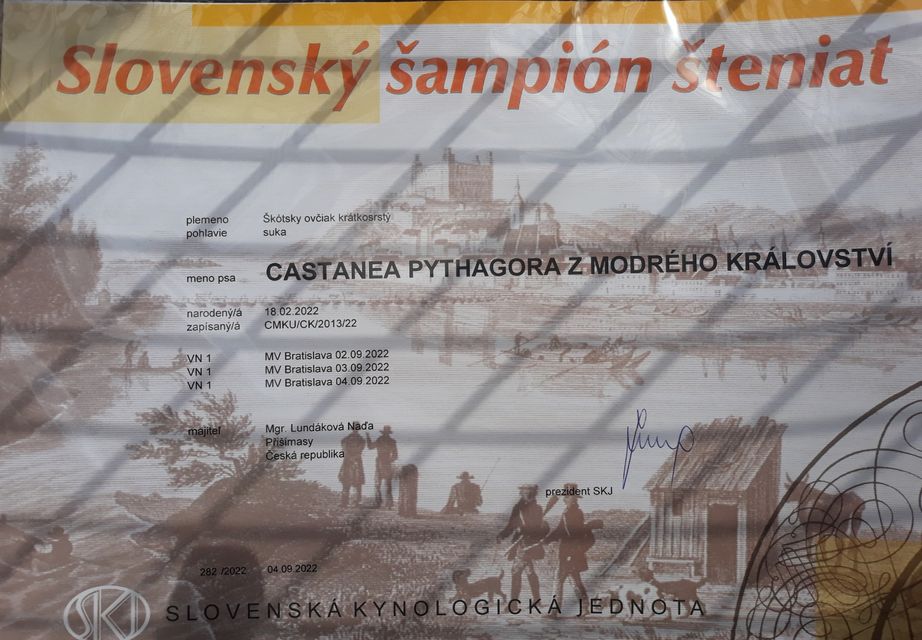 Slovenský šampión šteniat
plemeno Škótsky ovčiak krátkosrstý
pohlavie suka
meno psa CASTANEA PYTHAGORA Z MODRÉHO KRÁLOVSTVÍ
narodený/á 18.02.2022
zapísaný/á CMKU/CK/2013/22
VN 1 MV Bratislava 02.09.2022
VN 1 MV Bratislava 03.09.2022
VN 1 MV Bratislava 04.09.2022
majiteľ Mgr. Lundáková Naďa
Přišimasy
Česká republika
prezident SKJ
282 /2022 04.09.2022
SKJ SLOVENSKÁ KYNOLOGICKÁ JEDNOTA